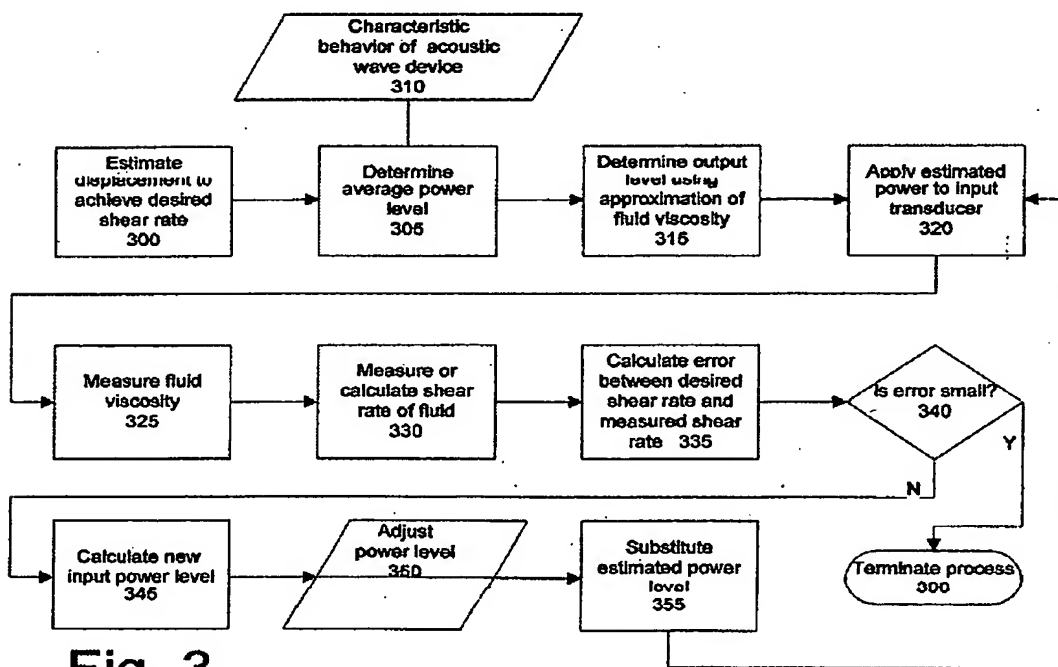 Characteristic
behavior of acoustic
wave device
310
Estimate
displacement to
achieve desired
shear rate
300
Determine
average power
level
305
Determine output
level using
approximation of
fluid viscosity
315
Apply estimated
power to input
transducer
320
Measure fluid
viscosity
325
Measure or
calculate shear
rate of fluid
330
Calculate error
between desired
shear rate and
measured shear
rate 335
Is error small?
340
Y
N
Calculate new
input power level
345
Adjust
power level
350
Substitute
estimated power
level
355
Terminate process
300
Fig. 3